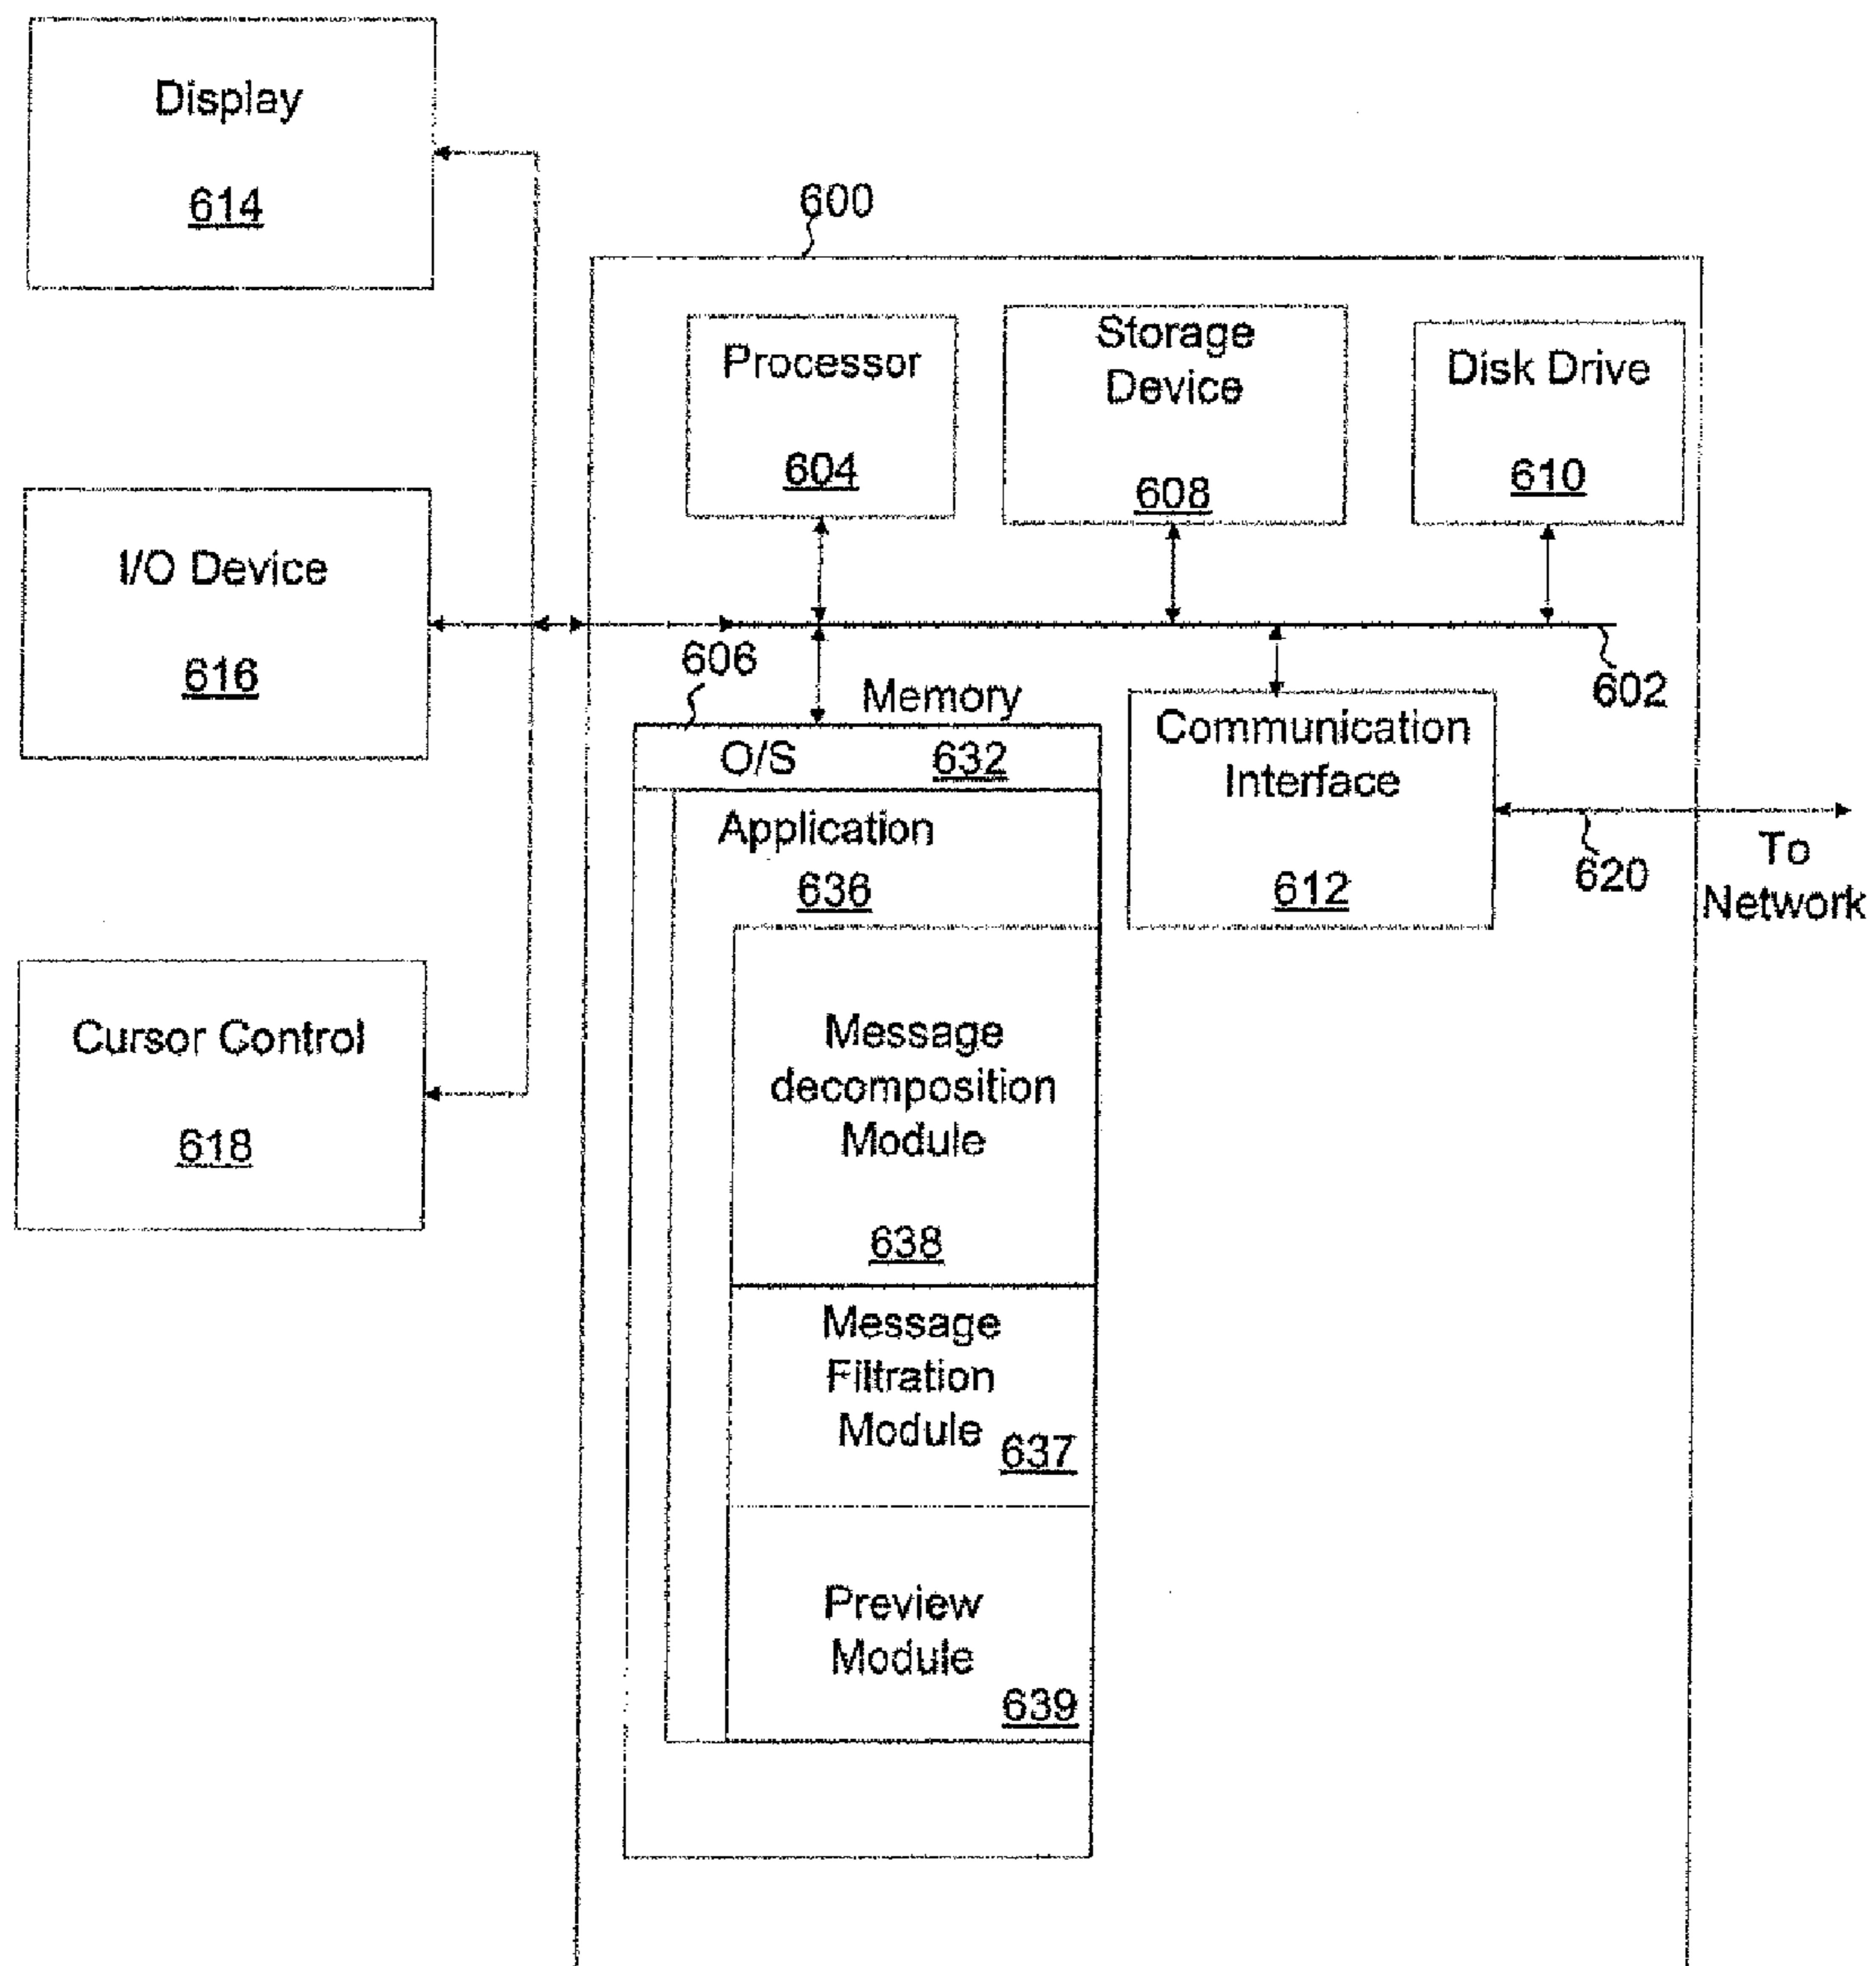 Display
614
600
Processor
604
Storage
Device
608
Disk Drive
610
I/O Device
616
606
Memory
602
O/S 632
Application
636
Communication
Interface
612
620
To
Network
Cursor Control
618
Message
decomposition
Module
638
Message
Filtration
Module
637
Preview
Module
639